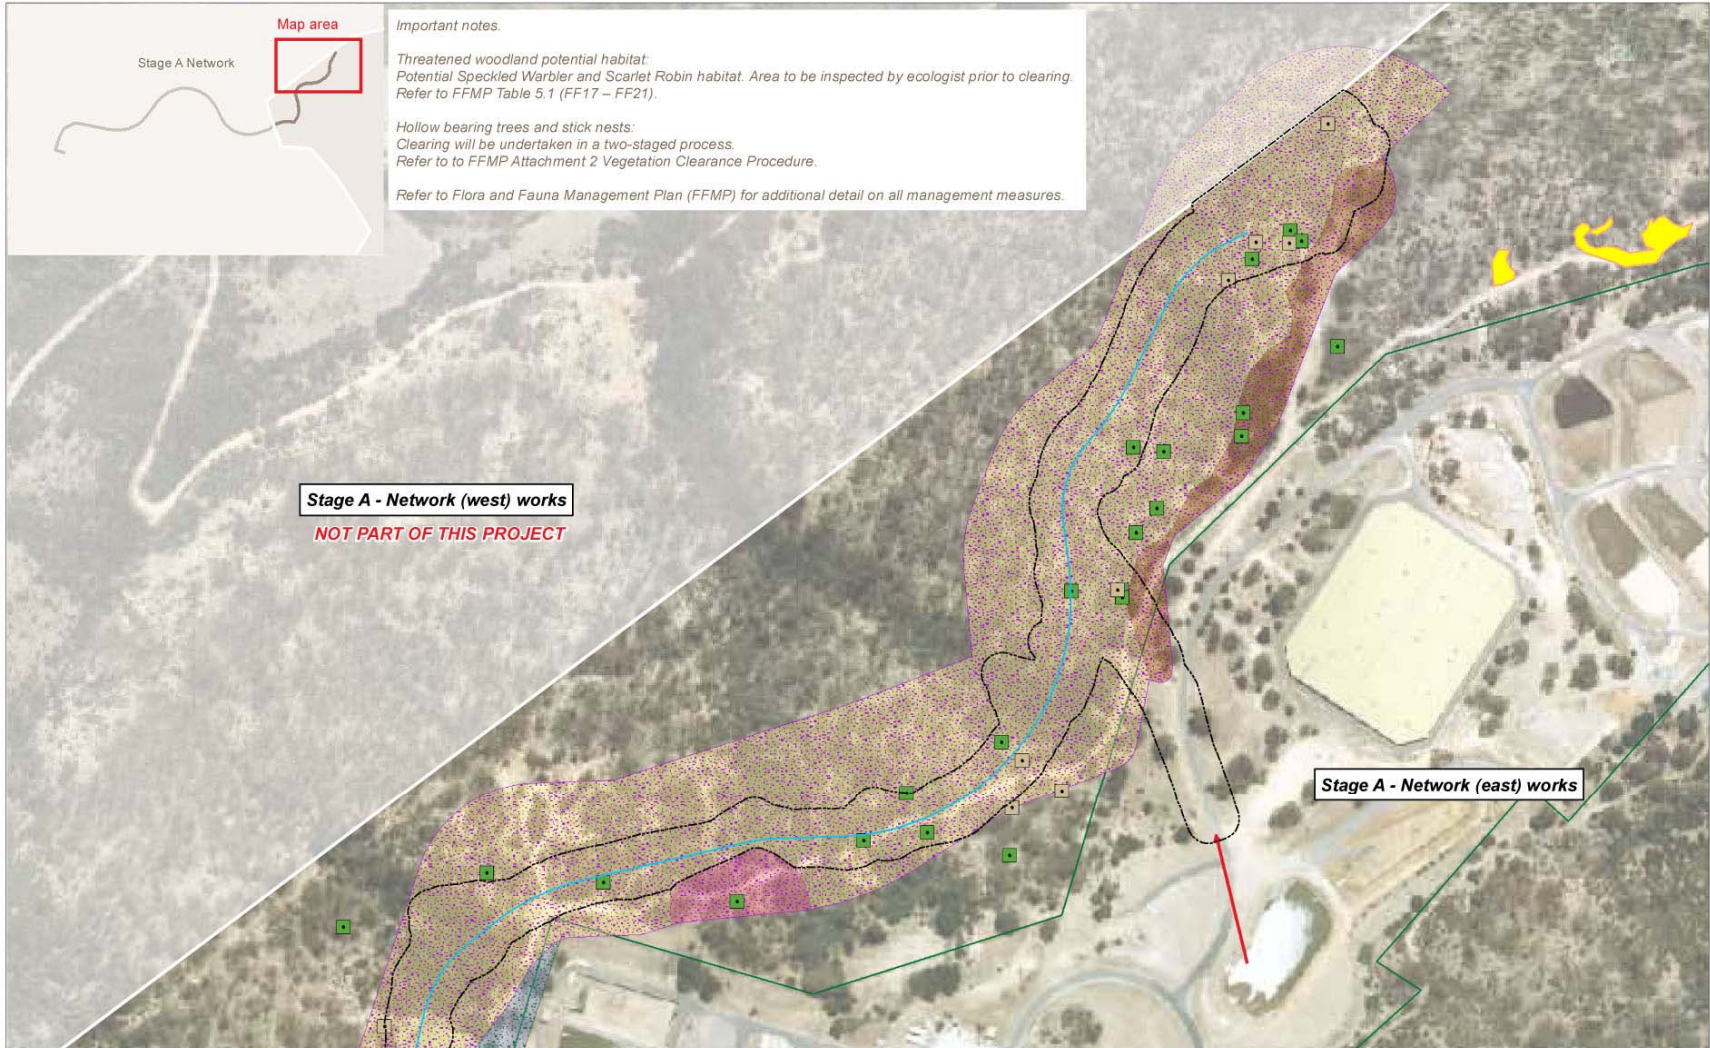 Map area
Stage A Network
Important notes.
Threatened woodland potential habitat:
Potential Speckled Warbler and Scarlet Robin habitat. Area to be inspected by ecologist prior to clearing.
Refer to FFMP Table 5.1 (FF17 – FF21).
Hollow bearing trees and stick nests:
Clearing will be undertaken in a two-staged process.
Refer to to FFMP Attachment 2 Vegetation Clearance Procedure.
Refer to Flora and Fauna Management Plan (FFMP) for additional detail on all management measures.
Stage A - Network (west) works
NOT PART OF THIS PROJECT
Stage A - Network (east) works